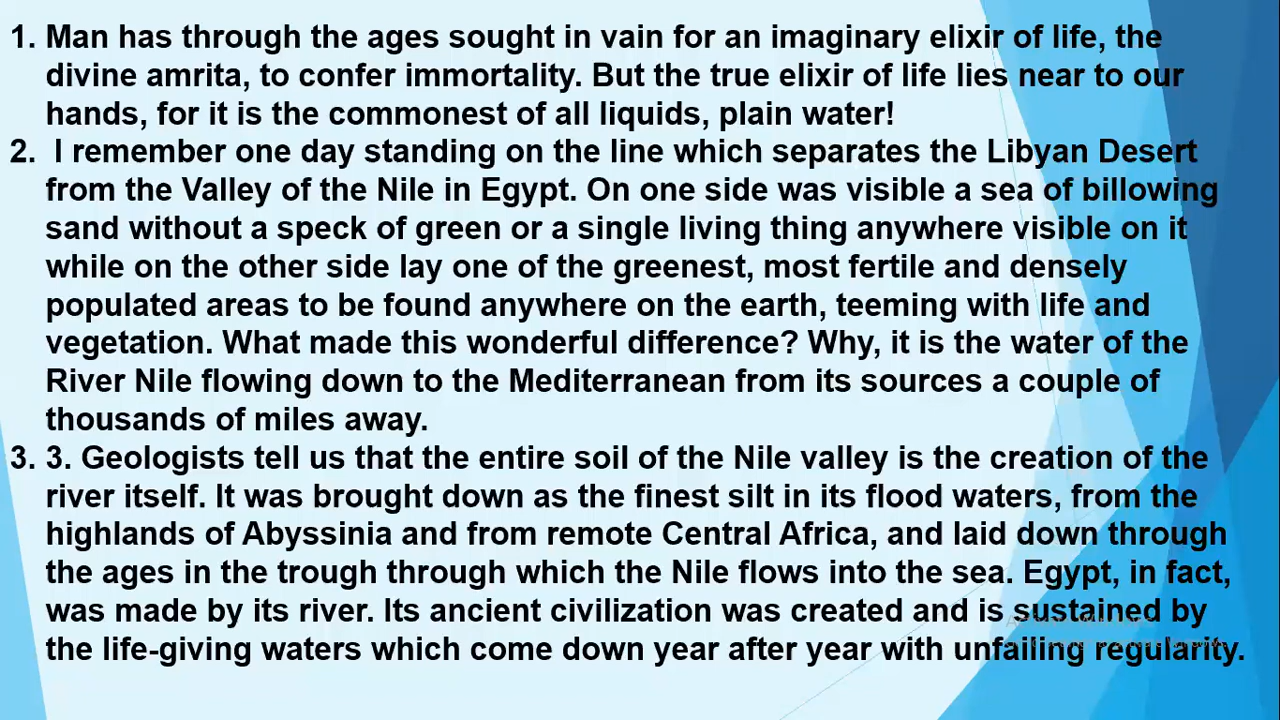 1. Man has through the ages sought in vain for an imaginary elixir of life, the
divine amrita, to confer immortality. But the true elixir of life lies near to our
hands, for it is the commonest of all liquids, plain water!
2. I remember one day standing on the line which separates the Libyan Desert
from the Valley of the Nile in Egypt. On one side was visible a sea of billowing
sand without a speck of green or a single living thing anywhere visible on it
while on the other side lay one of the greenest, most fertile and densely
populated areas to be found anywhere on the earth, teeming with life and
vegetation. What made this wonderful difference? Why, it is the water of the
River Nile flowing down to the Mediterranean from its sources a couple of
thousands of miles away.
3. 3. Geologists tell us that the entire soil of the Nile valley is the creation of the
river itself. It was brought down as the finest silt in its flood waters, from the
highlands of Abyssinia and from remote Central Africa, and laid down through
the ages in the trough through which the Nile flows into the sea. Egypt, in fact,
was made by its river. Its ancient civilization was created and is sustained by
the life-giving waters which come down year after year with unfailing regularity.